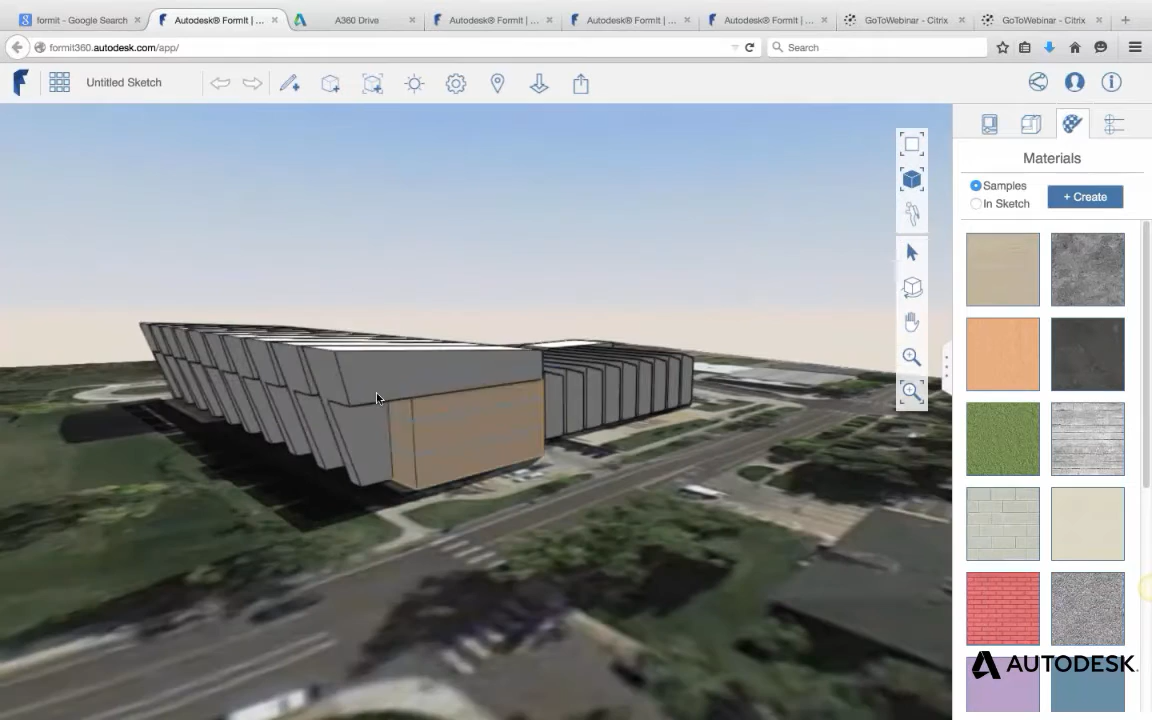 formit - Google Search
Autodesk® FormIt | ...
A360 Drive
Autodesk® FormIt | ...
Autodesk® FormIt | ...
Autodesk® FormIt | ...
GoToWebinar - Citrix
GoToWebinar - Citrix
formit360.autodesk.com/app/
Search
Untitled Sketch
Materials
Samples
In Sketch
+ Create
AUTODESK.